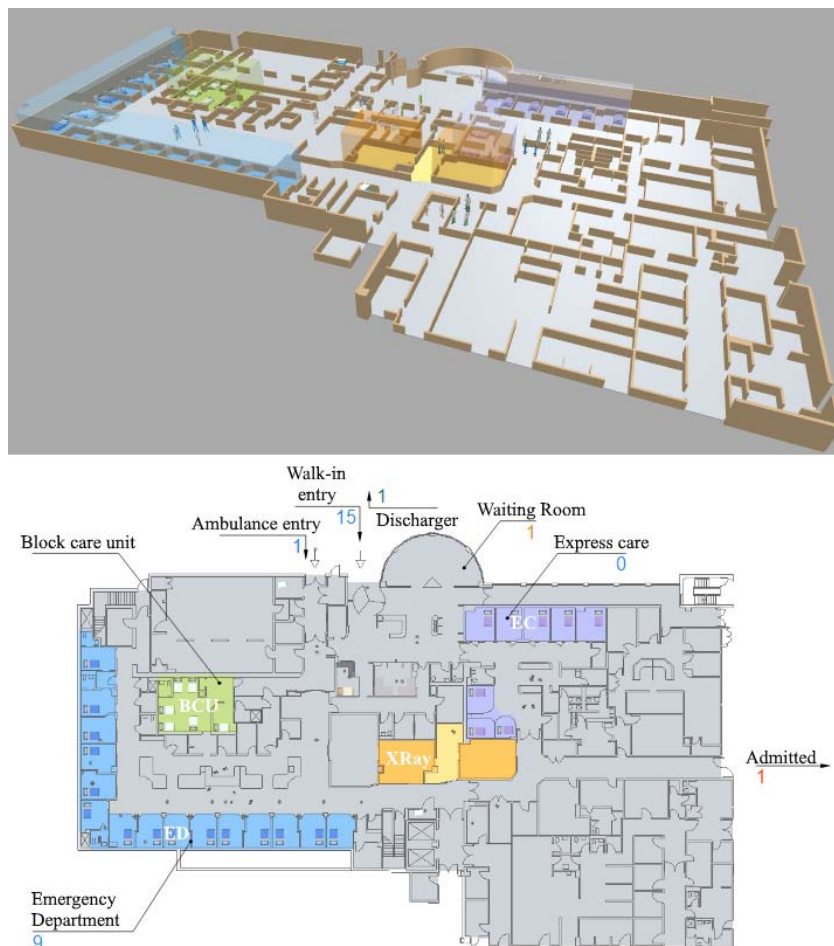 Walk-in
entry
15
1
Discharger
Ambulance entry
1
Waiting Room
1
Block care unit
Express care
0
EC
BCU
XRay
Admitted
1
ED
Emergency
Department
9